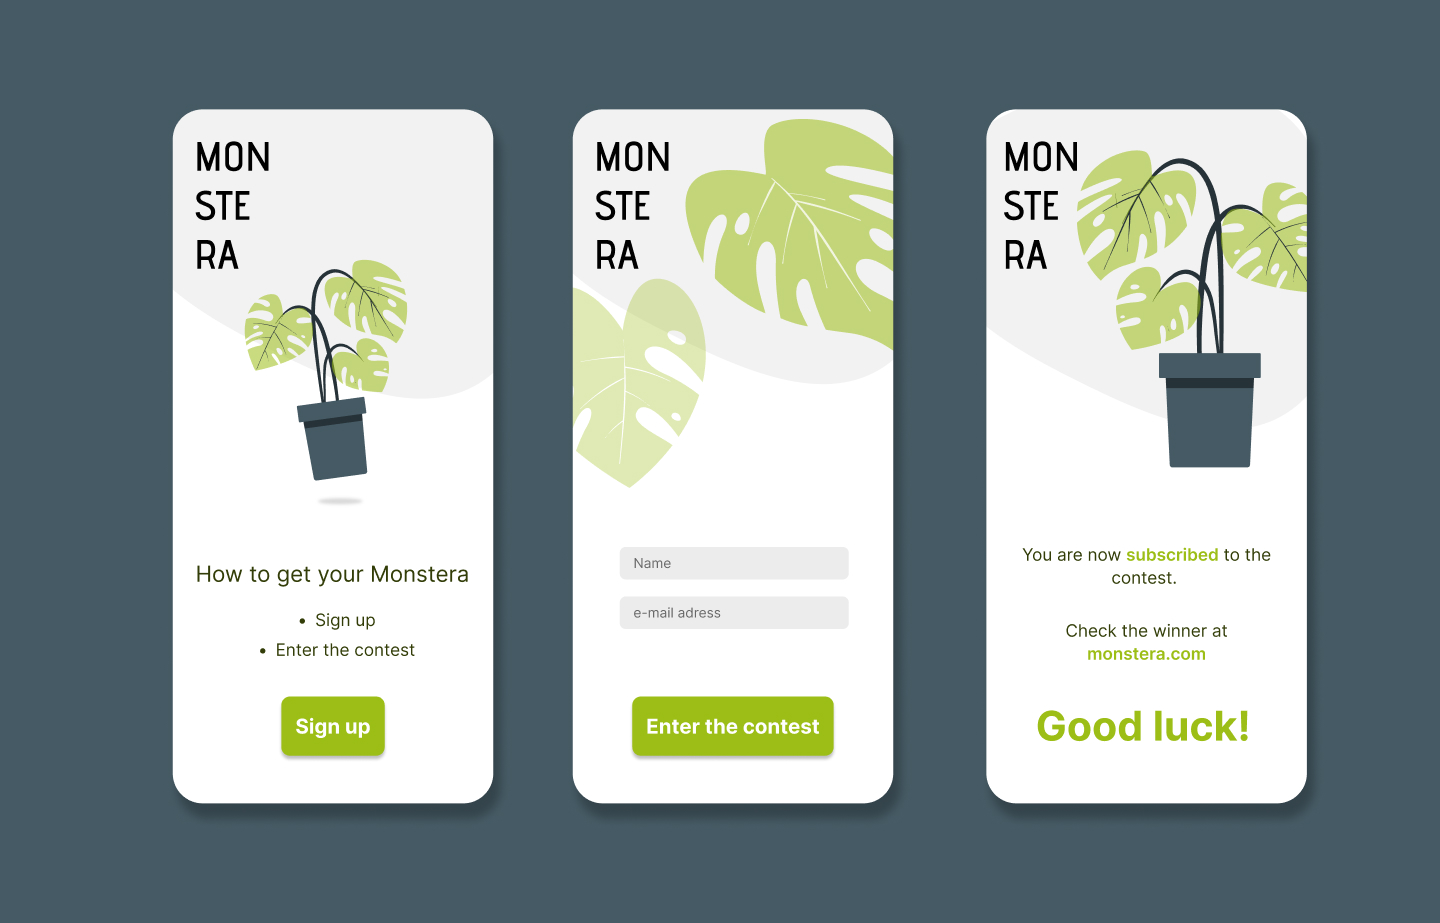 MON
STE
RA
How to get your Monstera
• Sign up
• Enter the contest
Sign up
MON
STE
RA
Name
e-mail adress
Enter the contest
MON
STE
RA
You are now subscribed to the
contest.
Check the winner at
monstera.com
Good luck!